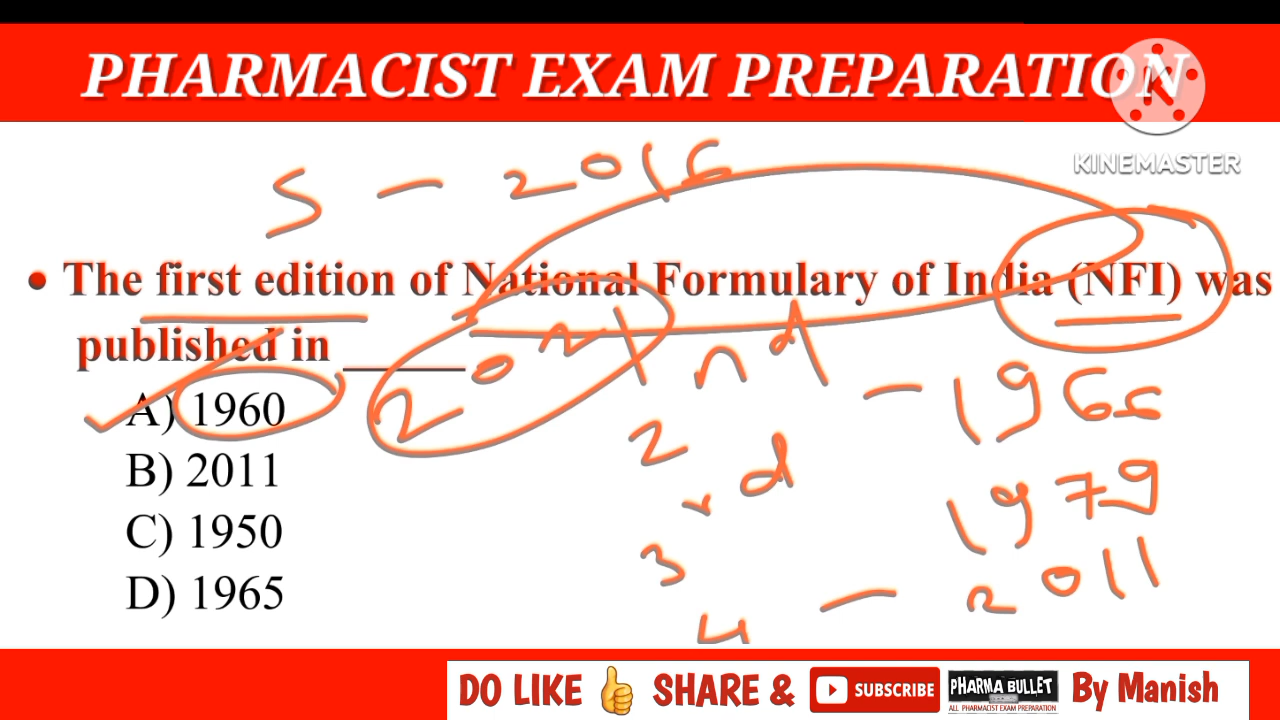 PHARMACIST EXAM PREPARATION
KINEMASTER
5 - 2016
• The first edition of National Formulary of India (NFI) was
published in ______
A) 1960
B) 2011
C) 1950
D) 1965
2nd - 1966
3rd 1979
4 - 2011
2021
DO LIKE 👍 SHARE & SUBSCRIBE PHARMA BULLET By Manish
ALL PHARMACIST EXAM PREPARATION